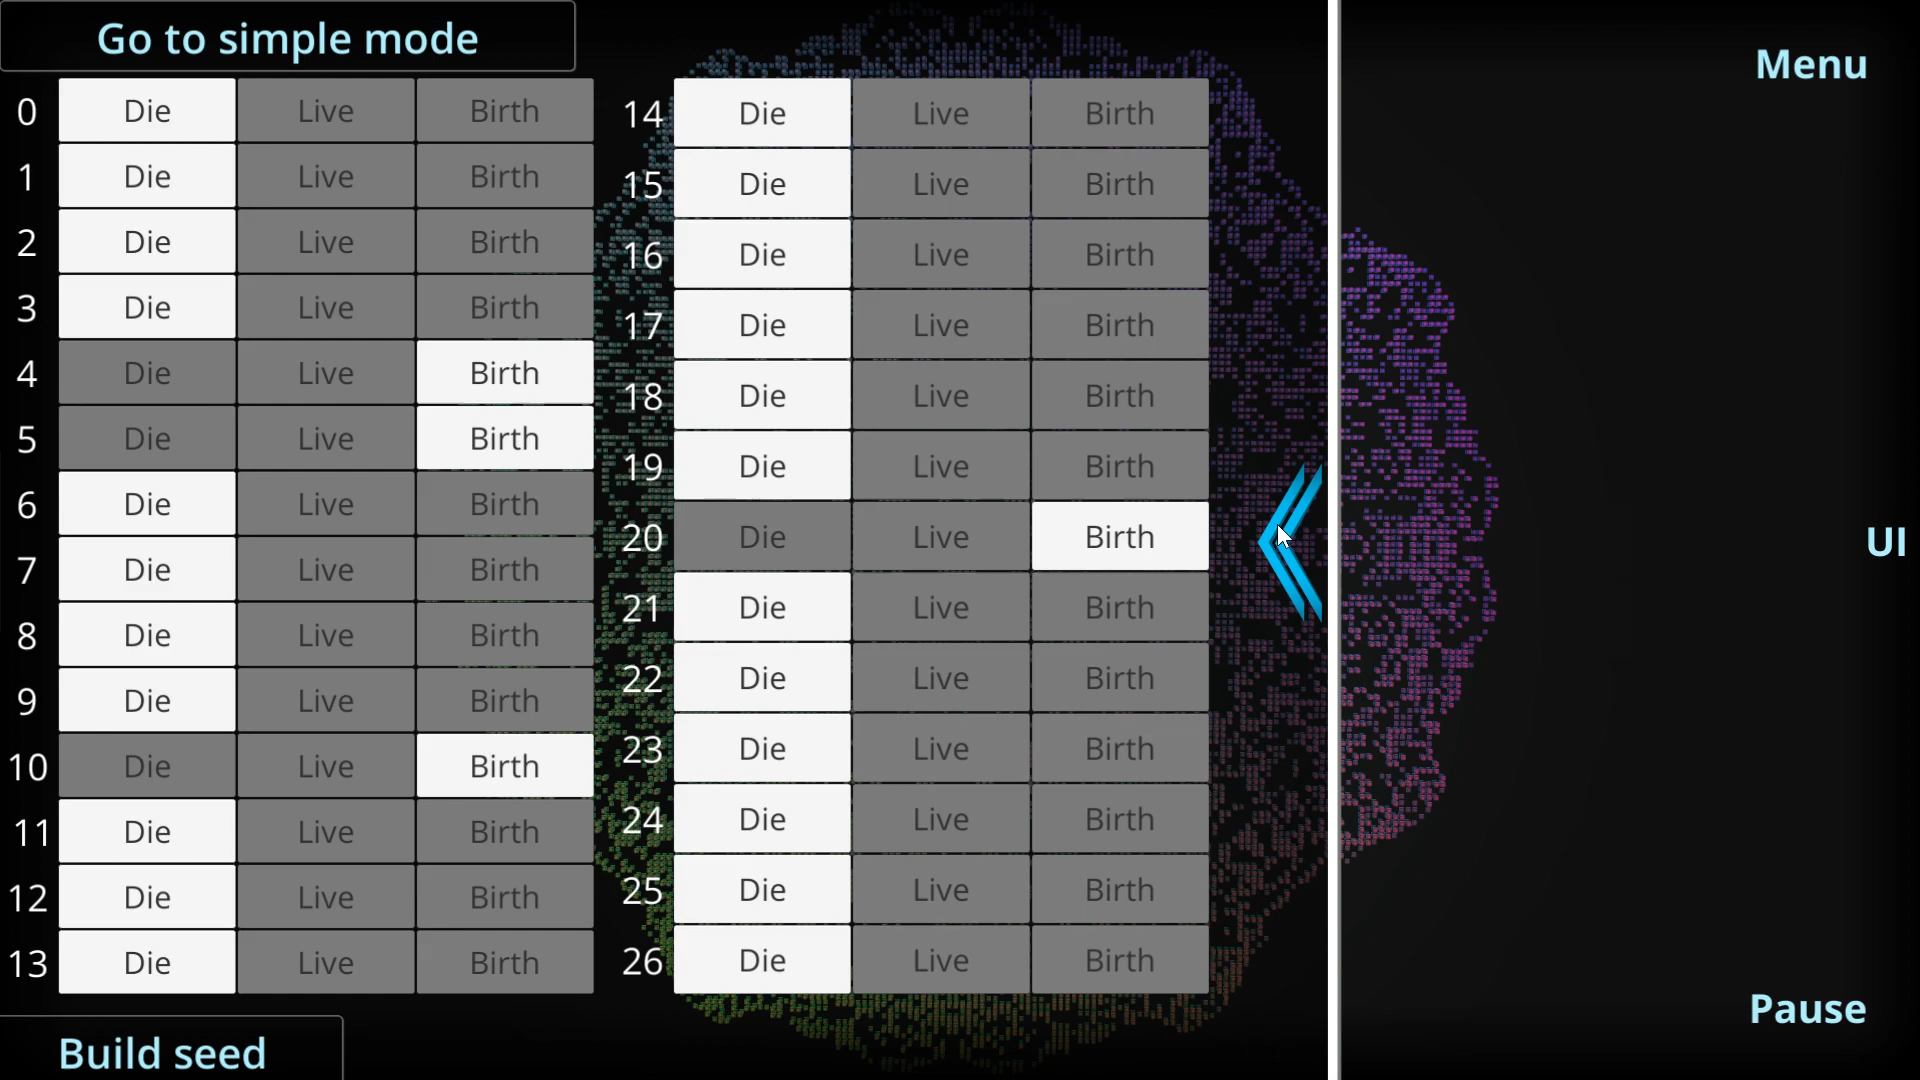 Go to simple mode
0 Die Live Birth
1 Die Live Birth
2 Die Live Birth
3 Die Live Birth
4 Die Live Birth
5 Die Live Birth
6 Die Live Birth
7 Die Live Birth
8 Die Live Birth
9 Die Live Birth
10 Die Live Birth
11 Die Live Birth
12 Die Live Birth
13 Die Live Birth
14 Die Live Birth
15 Die Live Birth
16 Die Live Birth
17 Die Live Birth
18 Die Live Birth
19 Die Live Birth
20 Die Live Birth
21 Die Live Birth
22 Die Live Birth
23 Die Live Birth
24 Die Live Birth
25 Die Live Birth
26 Die Live Birth
Build seed
Menu
UI
Pause